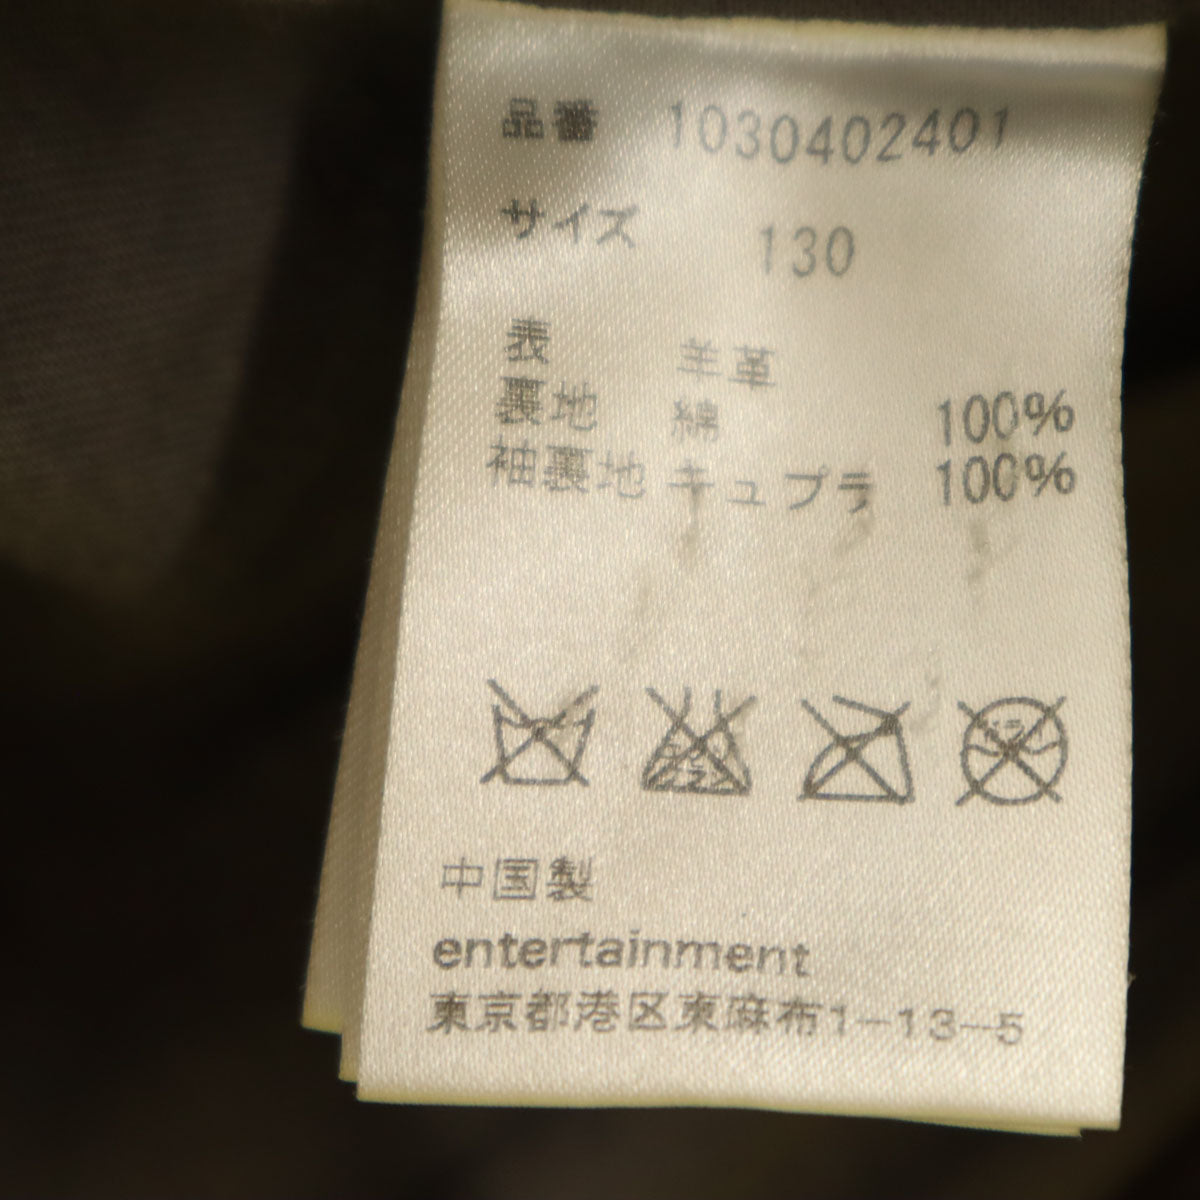 品番 1030402401
サイズ 130
表 羊革
裏地 綿 100%
袖裏地 キュプラ 100%
中国製
entertainment
東京都港区東麻布1-13-5